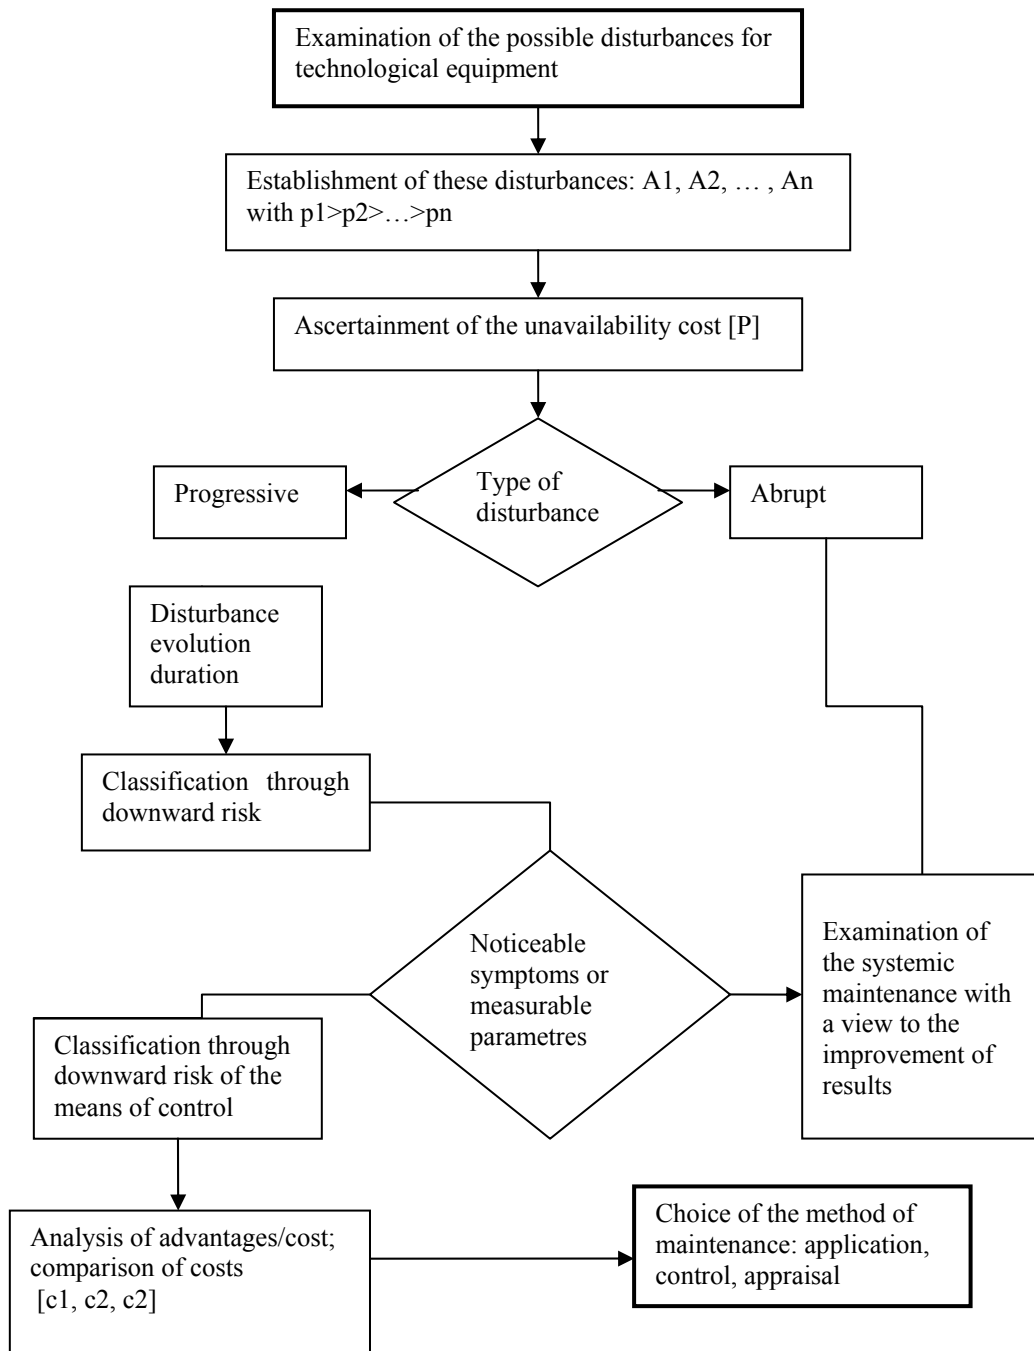 Examination of the possible disturbances for
technological equipment
Establishment of these disturbances: A1, A2, … , An
with p1>p2>…>pn
Ascertainment of the unavailability cost [P]
Type of
disturbance
Progressive
Abrupt
Disturbance
evolution
duration
Classification through
downward risk
Noticeable
symptoms or
measurable
parametres
Examination of
the systemic
maintenance with
a view to the
improvement of
results
Classification through
downward risk of the
means of control
Analysis of advantages/cost;
comparison of costs
[c1, c2, c2]
Choice of the method of
maintenance: application,
control, appraisal